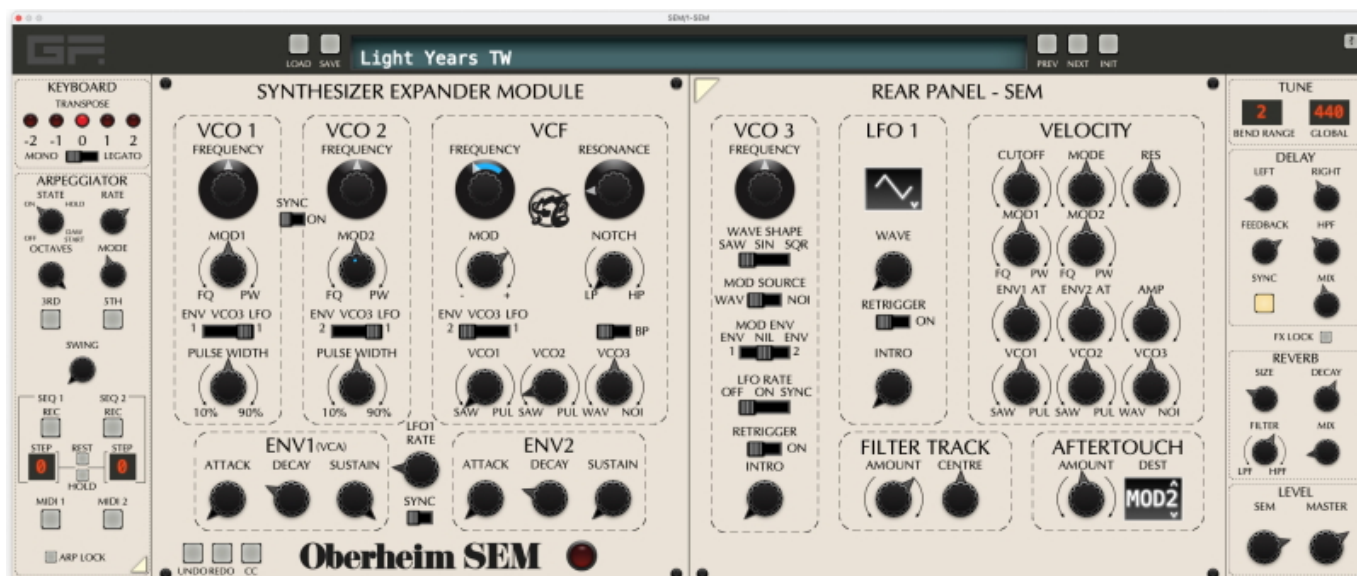 SEM/1-SEM
GF.
LOAD SAVE
Light Years TW
PREV NEXT INIT
KEYBOARD
TRANSPOSE
-2 -1 0 1 2
MONO LEGATO
ARPEGGIATOR
STATE RATE
ON HOLD
OFF DAW START
OCTAVES MODE
3RD 5TH
SWING
SEQ 1 SEQ 2
REC REC
STEP REST STEP
0 0
HOLD
MIDI 1 MIDI 2
ARP LOCK
SYNTHESIZER EXPANDER MODULE
VCO 1
FREQUENCY
MOD1
FQ PW
ENV VCO3 LFO
1 1
PULSE WIDTH
10% 90%
SYNC
ON
VCO 2
FREQUENCY
MOD2
FQ PW
ENV VCO3 LFO
2 1
PULSE WIDTH
10% 90%
VCF
FREQUENCY RESONANCE
MOD NOTCH
- +
LP HP
ENV VCO3 LFO
2 1
BP
VCO1 VCO2 VCO3
SAW PUL SAW PUL WAV NOI
ENV1 (VCA)
ATTACK DECAY SUSTAIN
LFO1
RATE
SYNC
ENV2
ATTACK DECAY SUSTAIN
UNDO REDO CC
Oberheim SEM
REAR PANEL - SEM
VCO 3
FREQUENCY
WAVE SHAPE
SAW SIN SQR
MOD SOURCE
WAV NOI
MOD ENV
ENV NIL ENV
1 2
LFO RATE
OFF ON SYNC
RETRIGGER
ON
INTRO
LFO 1
WAVE
RETRIGGER
ON
INTRO
VELOCITY
CUTOFF MODE RES
MOD1 MOD2
FQ PW FQ PW
ENV1 AT ENV2 AT AMP
VCO1 VCO2 VCO3
SAW PUL SAW PUL WAV NOI
FILTER TRACK
AMOUNT CENTRE
AFTERTOUCH
AMOUNT DEST
MOD2
TUNE
2 440
BEND RANGE GLOBAL
DELAY
LEFT RIGHT
FEEDBACK HPF
SYNC MIX
FX LOCK
REVERB
SIZE DECAY
FILTER MIX
LPF HPF
LEVEL
SEM MASTER